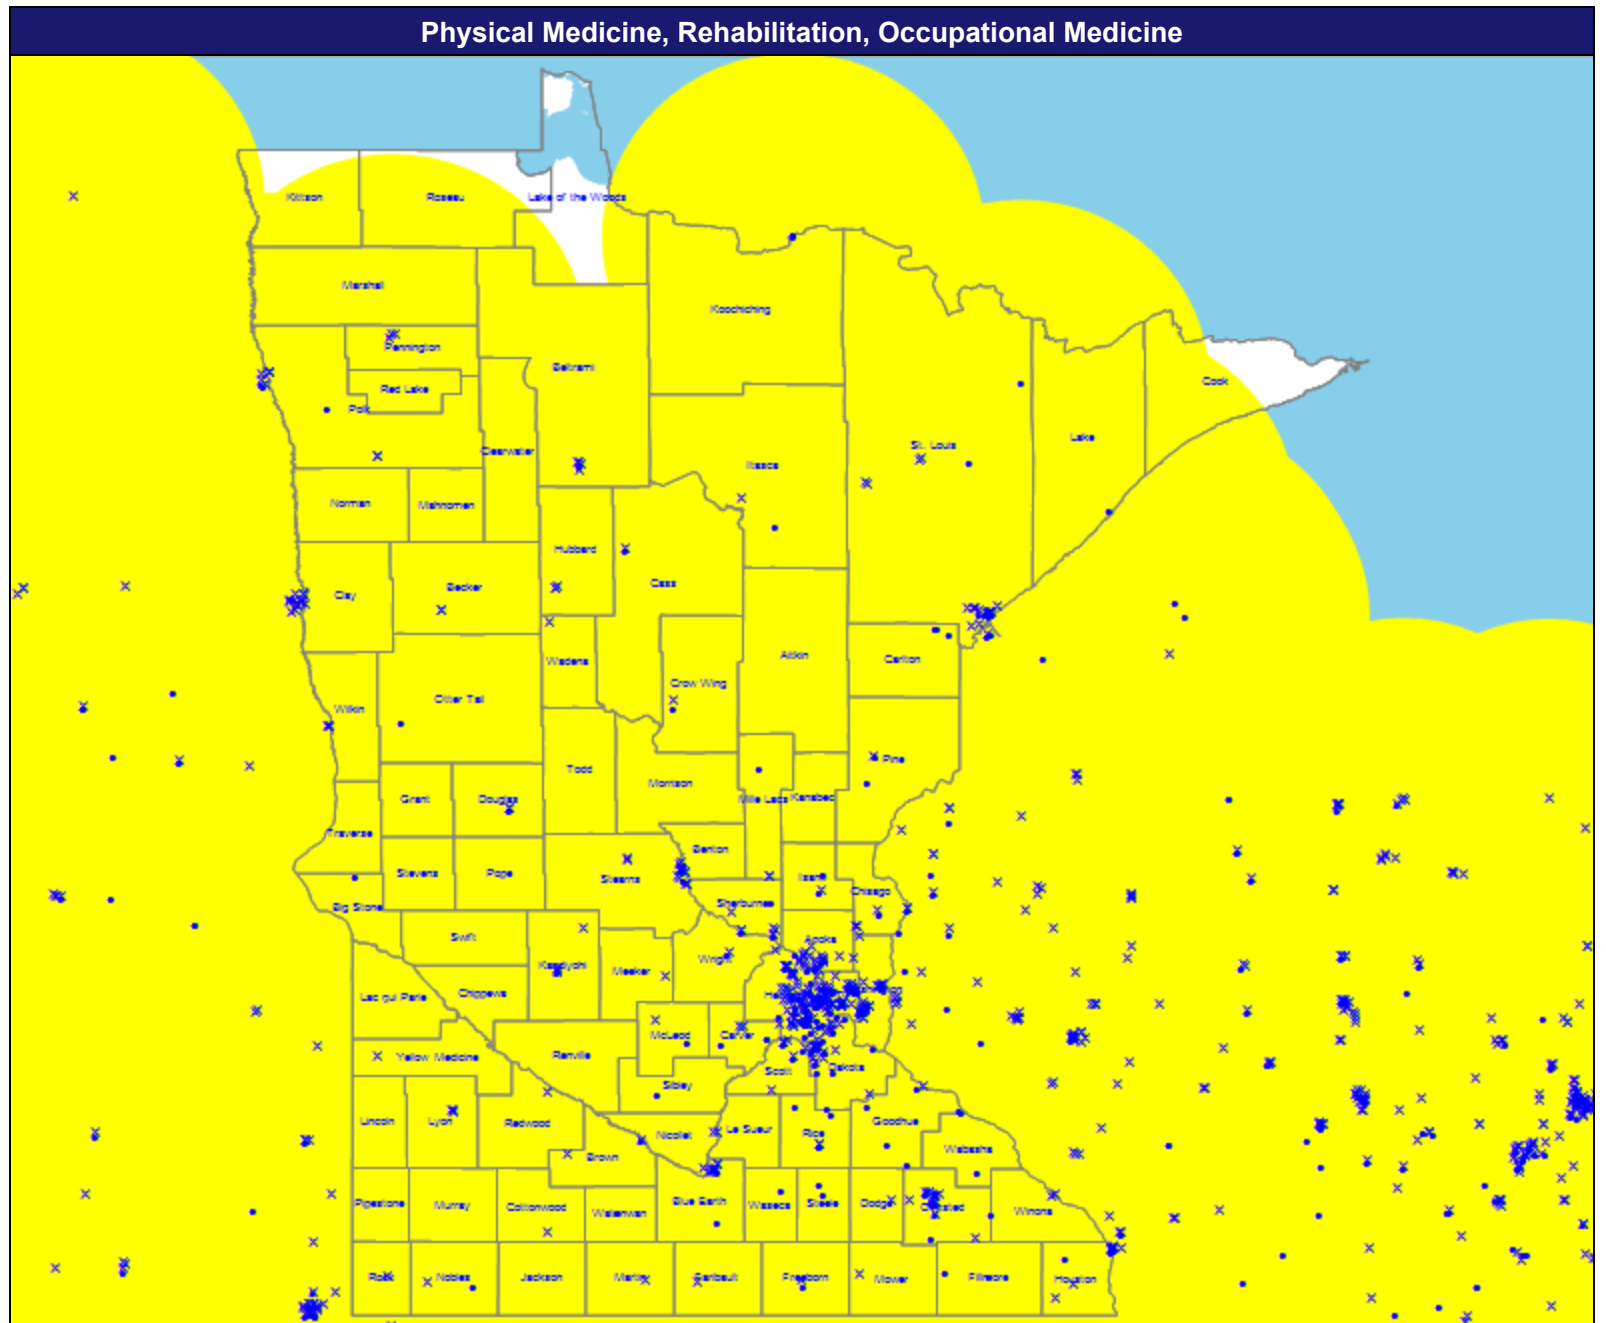 Physical Medicine, Rehabilitation, Occupational Medicine
Kittson
Roseau
Lake of the Woods
Marshall
Koochiching
Pennington
Beltrami
Red Lake
Cook
Polk
Lake
St. Louis
Clearwater
Itasca
Norman
Mahnomen
Hubbard
Cass
Clay
Becker
Aitkin
Carlton
Wadena
Crow Wing
Otter Tail
Wilkin
Pine
Todd
Morrison
Grant
Douglas
Mille Lacs
Kanabec
Traverse
Benton
Stevens
Pope
Stearns
Isanti
Chisago
Big Stone
Sherburne
Swift
Anoka
Kandiyohi
Meeker
Wright
Lac qui Parle
Chippewa
McLeod
Carver
Yellow Medicine
Renville
Scott
Dakota
Sibley
Lincoln
Lyon
Redwood
Nicollet
Le Sueur
Rice
Goodhue
Brown
Wabasha
Pipestone
Murray
Cottonwood
Watonwan
Blue Earth
Waseca
Steele
Dodge
Olmsted
Winona
Rock
Nobles
Jackson
Martin
Faribault
Freeborn
Mower
Fillmore
Houston